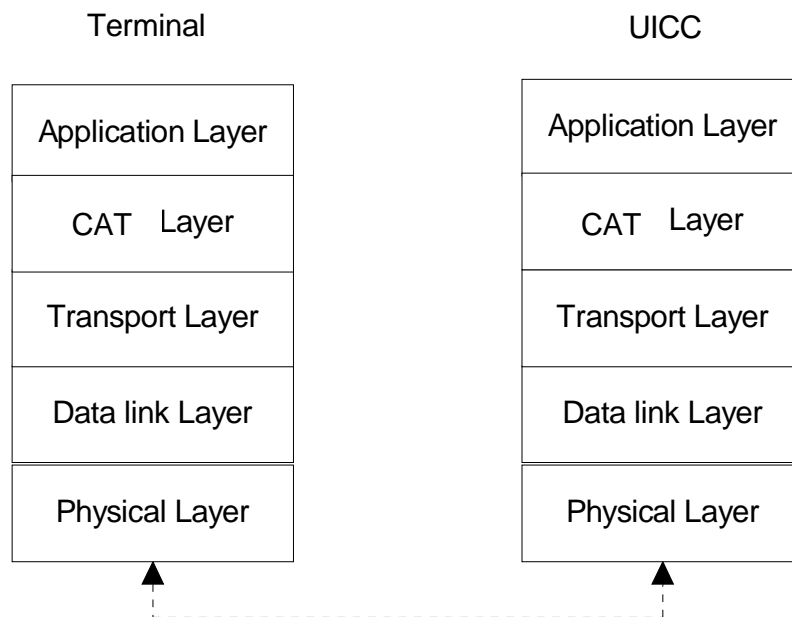 Terminal
UICC
Application Layer
Application Layer
CAT Layer
CAT Layer
Transport Layer
Transport Layer
Data link Layer
Data link Layer
Physical Layer
Physical Layer